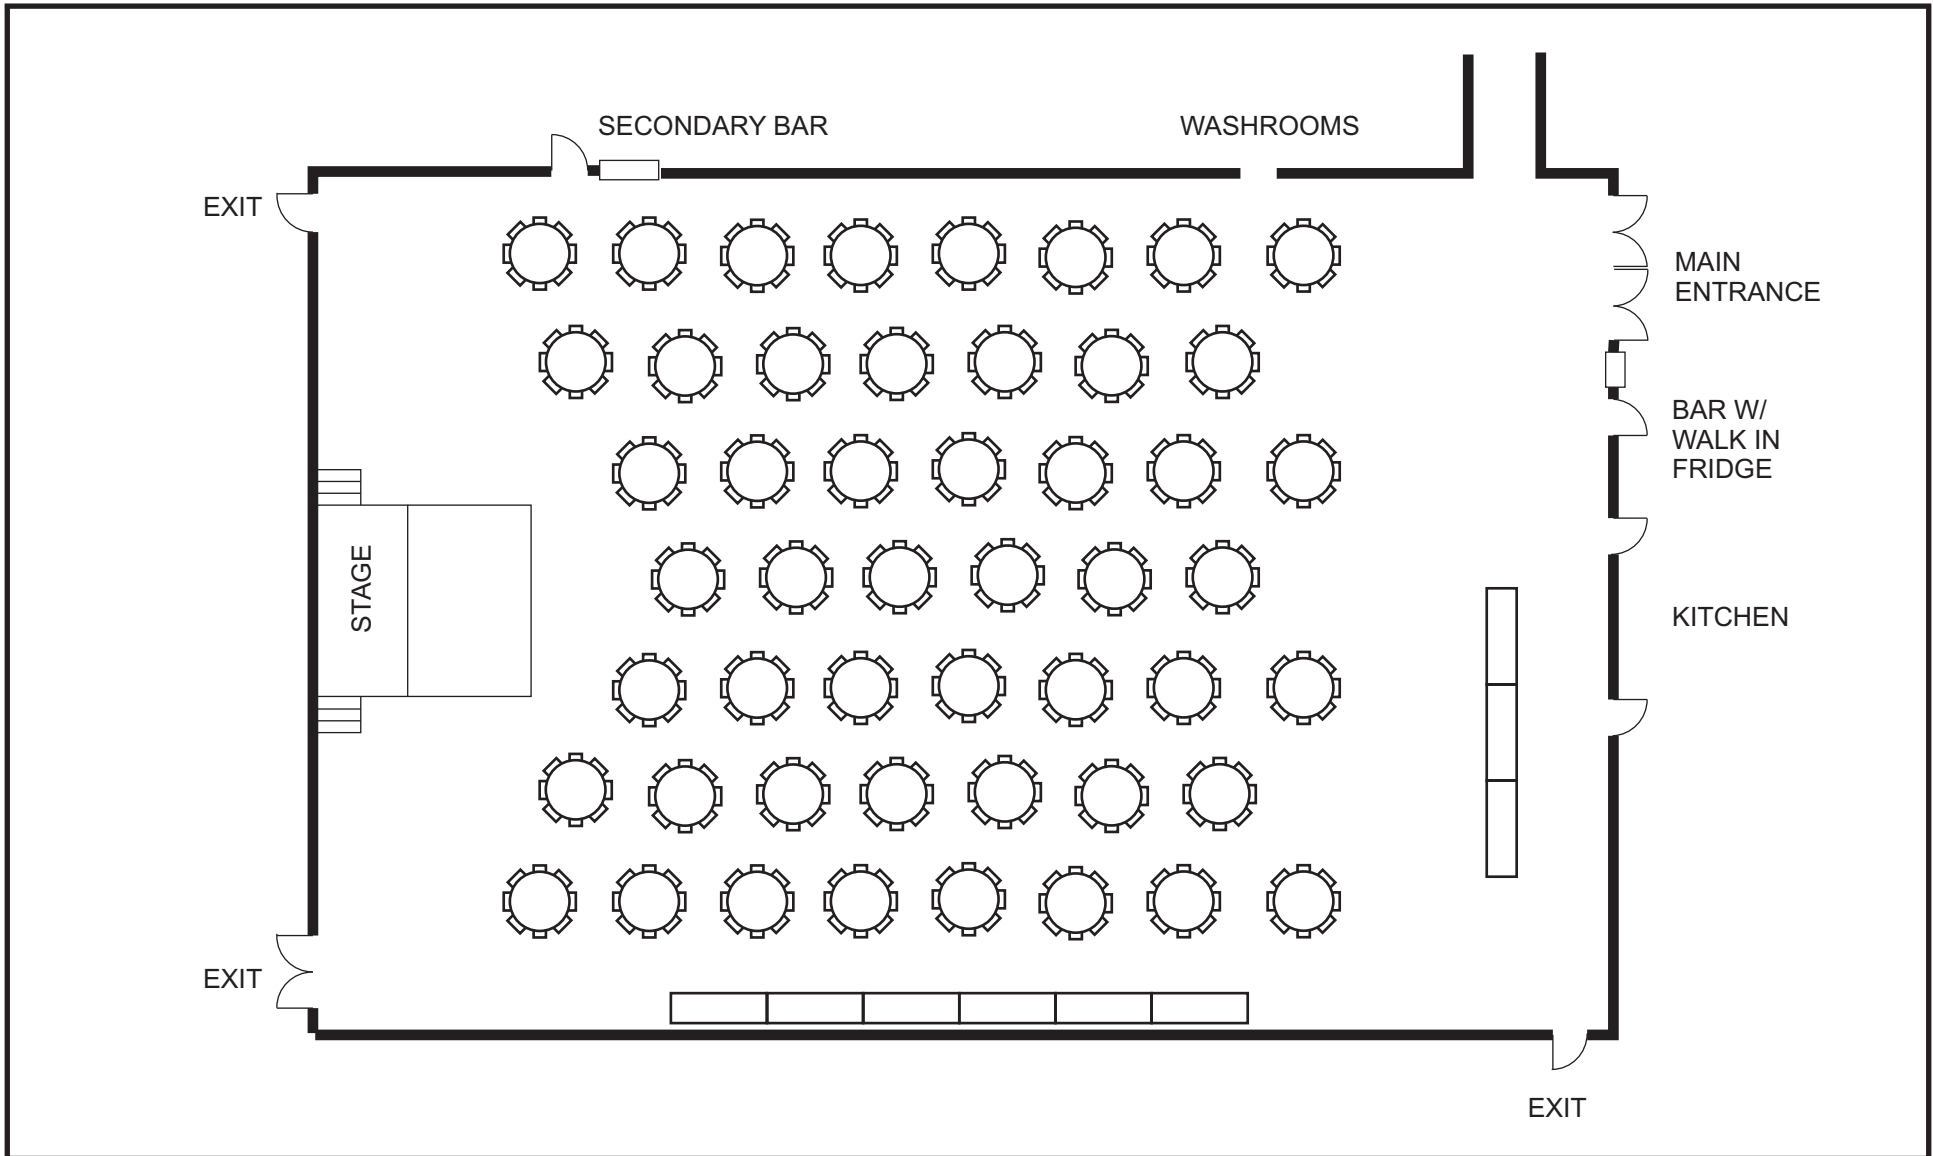 SECONDARY BAR
WASHROOMS
EXIT
MAIN
ENTRANCE
BAR W/
WALK IN
FRIDGE
STAGE
KITCHEN
EXIT
EXIT